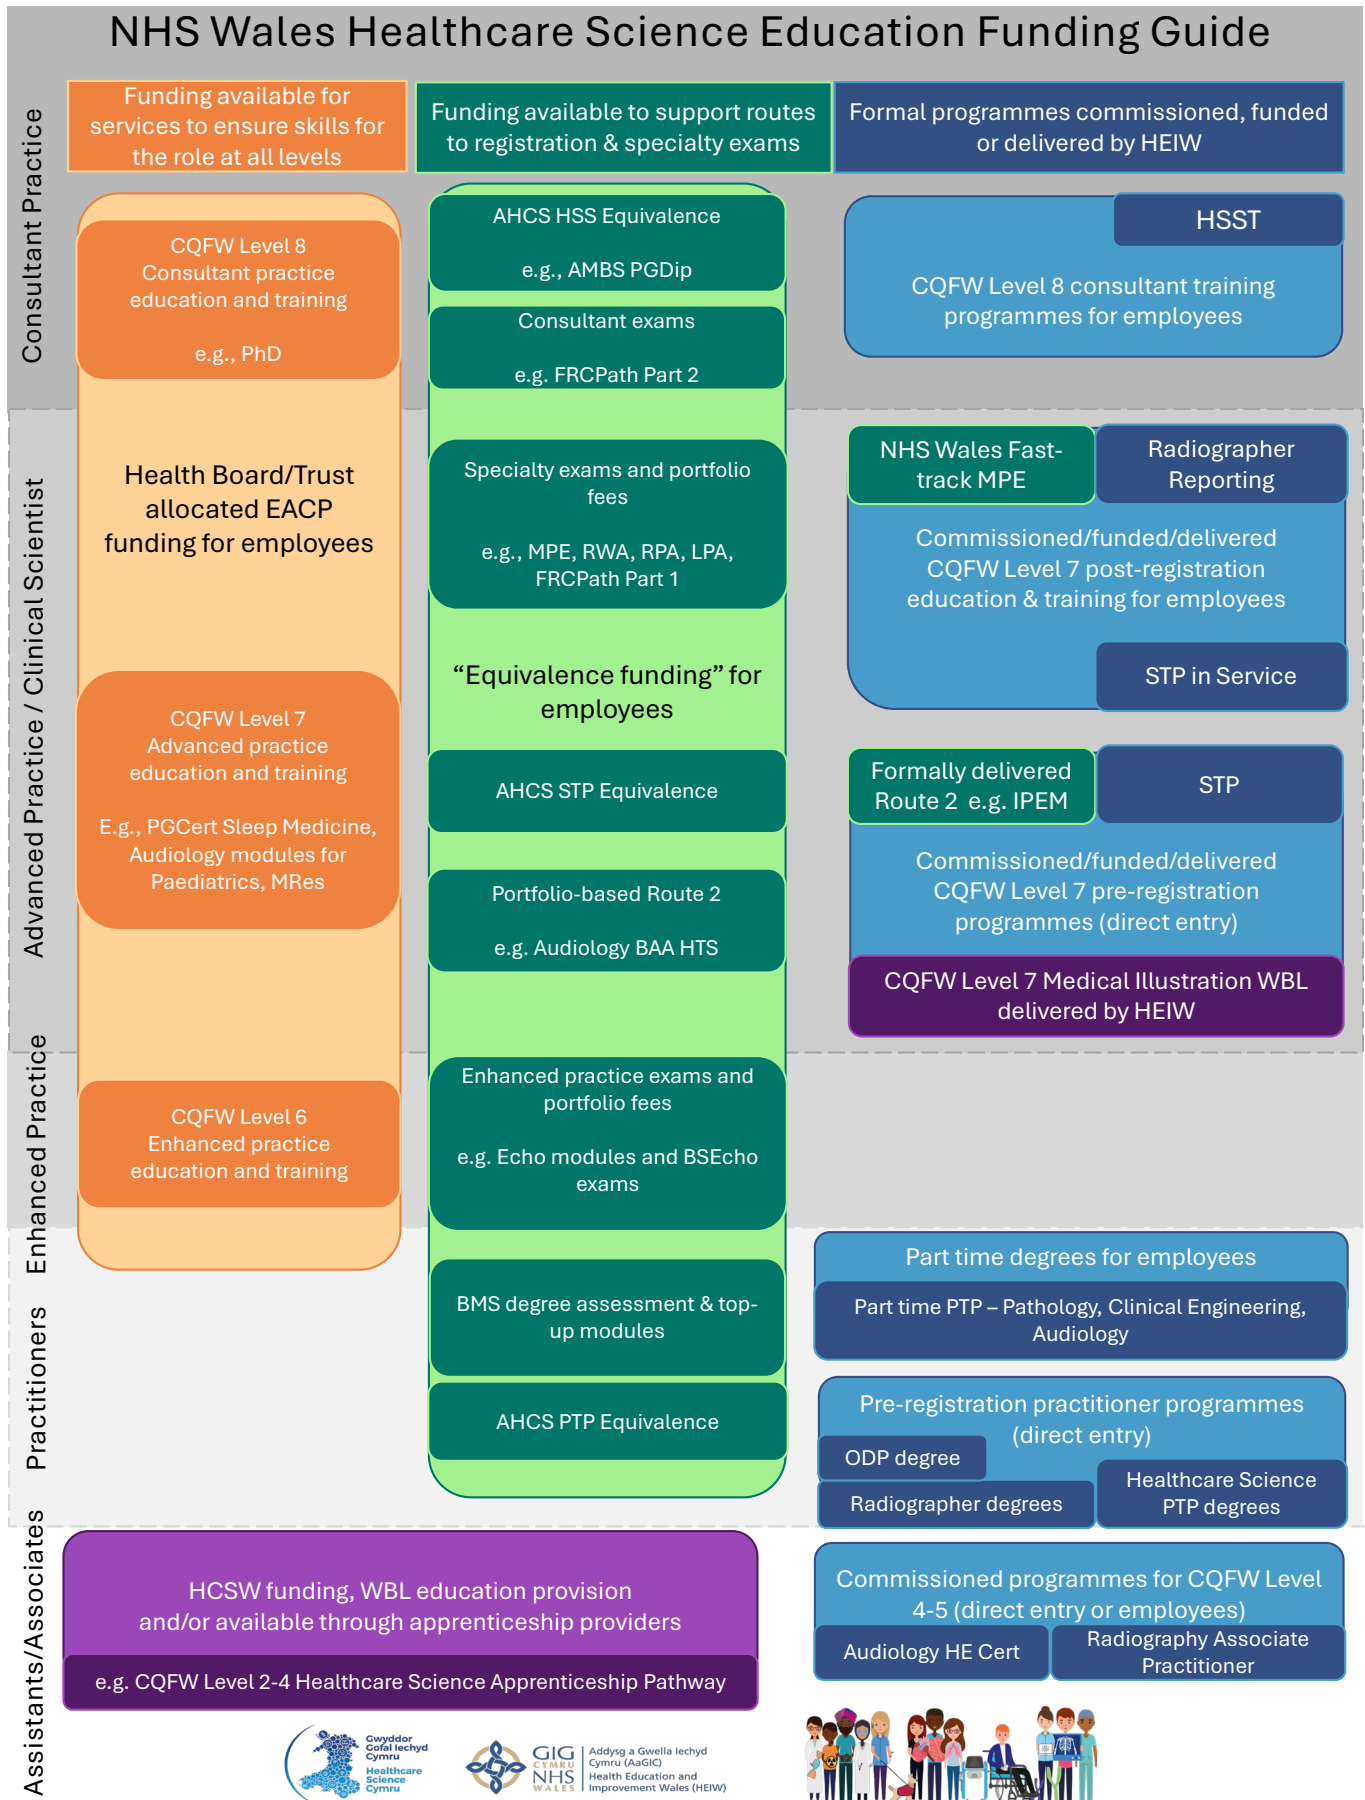 NHS Wales Healthcare Science Education Funding Guide
Consultant Practice
Advanced Practice / Clinical Scientist
Enhanced Practice
Practitioners
Assistants/Associates
Funding available for
services to ensure skills for
the role at all levels
CQFW Level 8
Consultant practice
education and training
e.g., PhD
Health Board/Trust
allocated EACP
funding for employees
CQFW Level 7
Advanced practice
education and training
E.g., PGCert Sleep Medicine,
Audiology modules for
Paediatrics, MRes
CQFW Level 6
Enhanced practice
education and training
Funding available to support routes
to registration & specialty exams
AHCS HSS Equivalence
e.g., AMBS PGDip
Consultant exams
e.g. FRCPath Part 2
Specialty exams and portfolio
fees
e.g., MPE, RWA, RPA, LPA,
FRCPath Part 1
“Equivalence funding” for
employees
AHCS STP Equivalence
Portfolio-based Route 2
e.g. Audiology BAA HTS
Enhanced practice exams and
portfolio fees
e.g. Echo modules and BSEcho
exams
BMS degree assessment & top-
up modules
AHCS PTP Equivalence
Formal programmes commissioned, funded
or delivered by HEIW
HSST
CQFW Level 8 consultant training
programmes for employees
NHS Wales Fast-
track MPE
Radiographer
Reporting
Commissioned/funded/delivered
CQFW Level 7 post-registration
education & training for employees
STP in Service
Formally delivered
Route 2 e.g. IPEM
STP
Commissioned/funded/delivered
CQFW Level 7 pre-registration
programmes (direct entry)
CQFW Level 7 Medical Illustration WBL
delivered by HEIW
Part time degrees for employees
Part time PTP – Pathology, Clinical Engineering,
Audiology
Pre-registration practitioner programmes
(direct entry)
ODP degree
Radiographer degrees
Healthcare Science
PTP degrees
HCSW funding, WBL education provision
and/or available through apprenticeship providers
e.g. CQFW Level 2-4 Healthcare Science Apprenticeship Pathway
Commissioned programmes for CQFW Level
4-5 (direct entry or employees)
Audiology HE Cert
Radiography Associate
Practitioner
Gwyddor
Gofal Iechyd
Cymru
Healthcare
Science
Cymru
GIG
CYMRU
NHS
WALES
Addysg a Gwella Iechyd
Cymru (AaGIC)
Health Education and
Improvement Wales (HEIW)